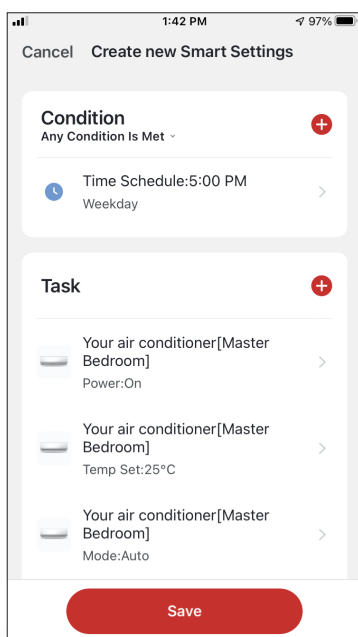 1:42 PM
97%
Cancel Create new Smart Settings
Condition
Any Condition Is Met
Time Schedule:5:00 PM
Weekday
Task
Your air conditioner[Master
Bedroom]
Power:On
Your air conditioner[Master
Bedroom]
Temp Set:25°C
Your air conditioner[Master
Bedroom]
Mode:Auto
Save